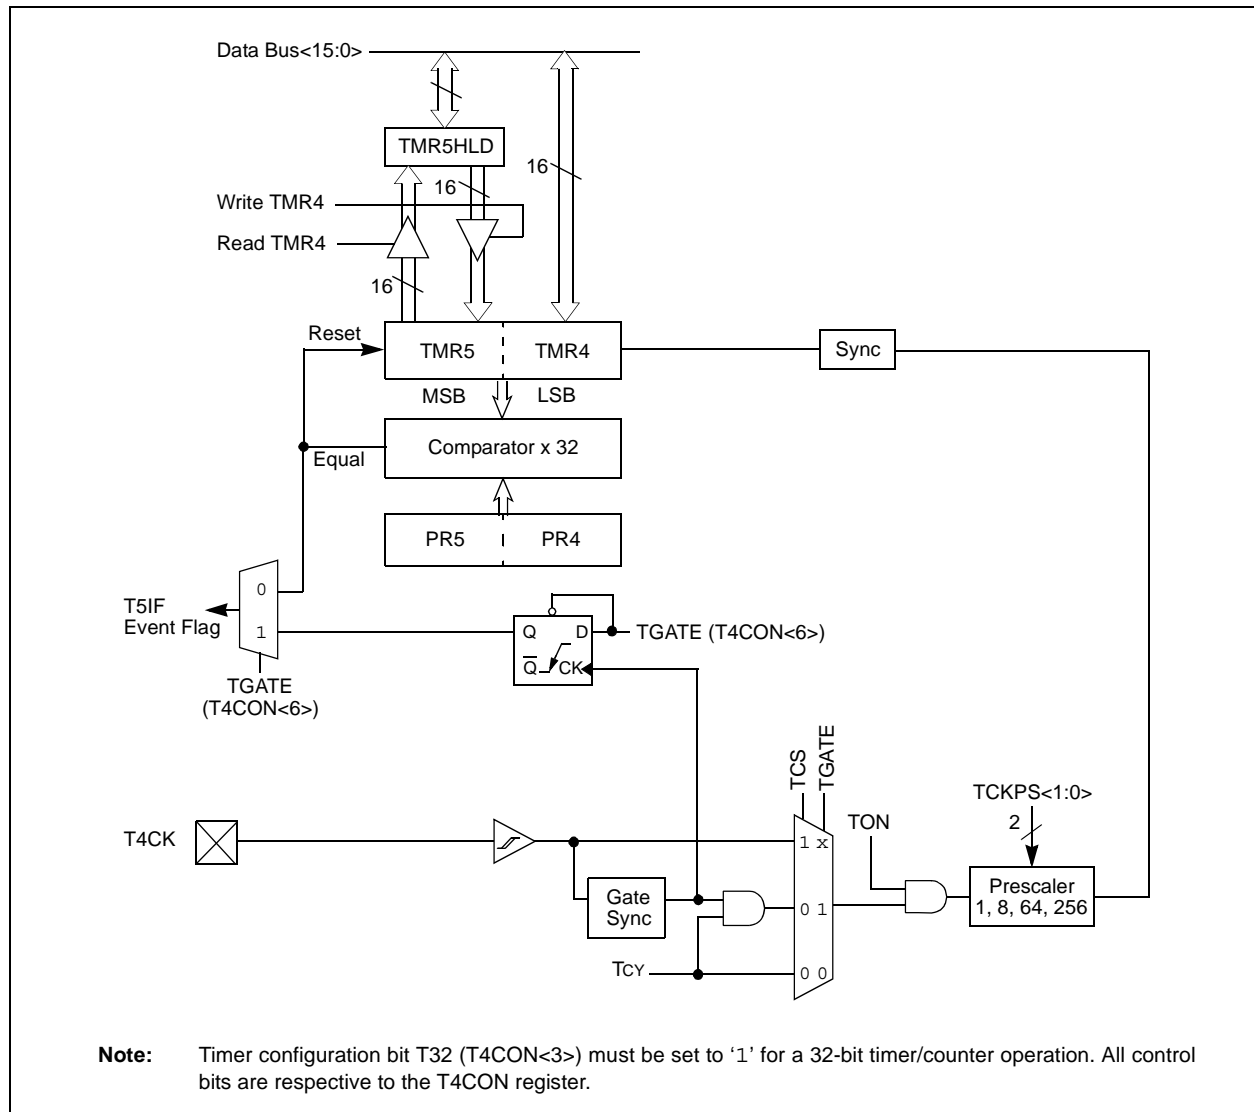 Data Bus<15:0>
TMR5HLD
16
16
Write TMR4
Read TMR4
16
Reset
TMR5
TMR4
Sync
MSB
LSB
Equal
Comparator x 32
PR5
PR4
0
T5IF
Event Flag
1
Q
D
TGATE (T4CON<6>)
Q
CK
TGATE
(T4CON<6>)
TCS
TGATE
TCKPS<1:0>
2
TON
T4CK
1 x
Prescaler
1, 8, 64, 256
Gate
Sync
0 1
TCY
0 0
Note: Timer configuration bit T32 (T4CON<3>) must be set to ‘1’ for a 32-bit timer/counter operation. All control
bits are respective to the T4CON register.